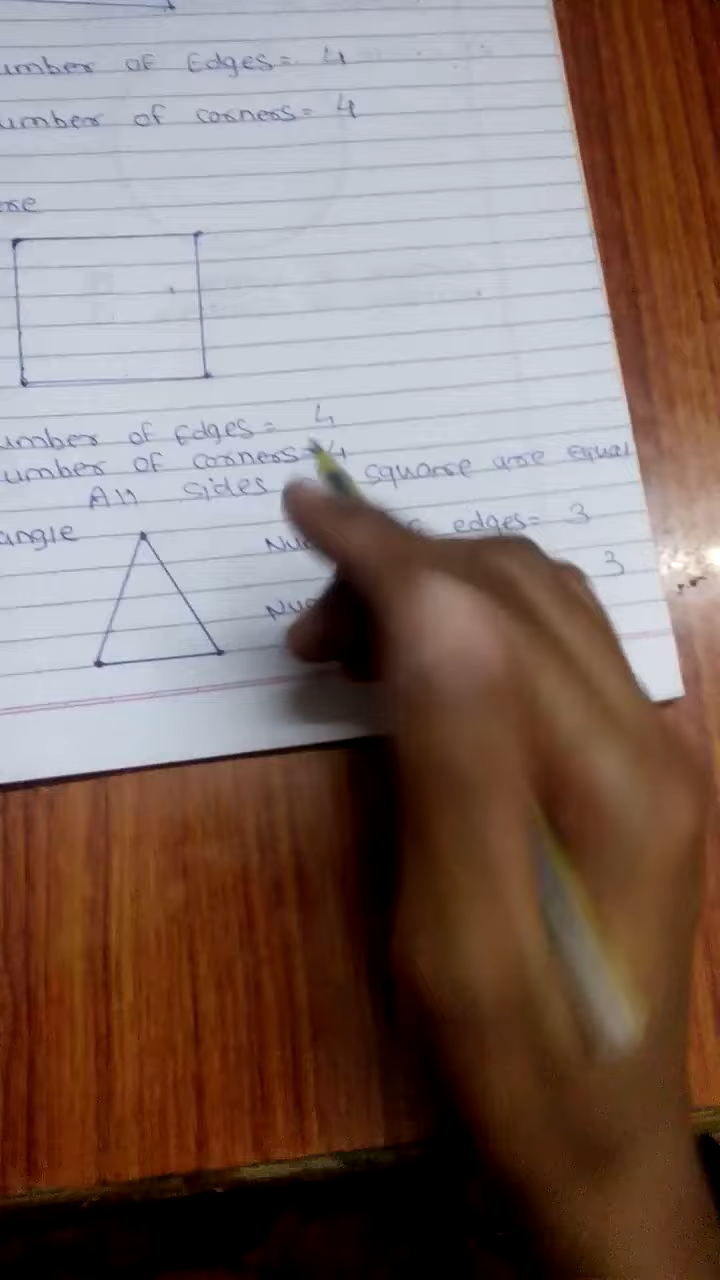 umber of Edges = 4
umber of corners = 4
are
umber of Edges = 4
umber of corners = 4
All sides square are equal
angle
edges = 3
3